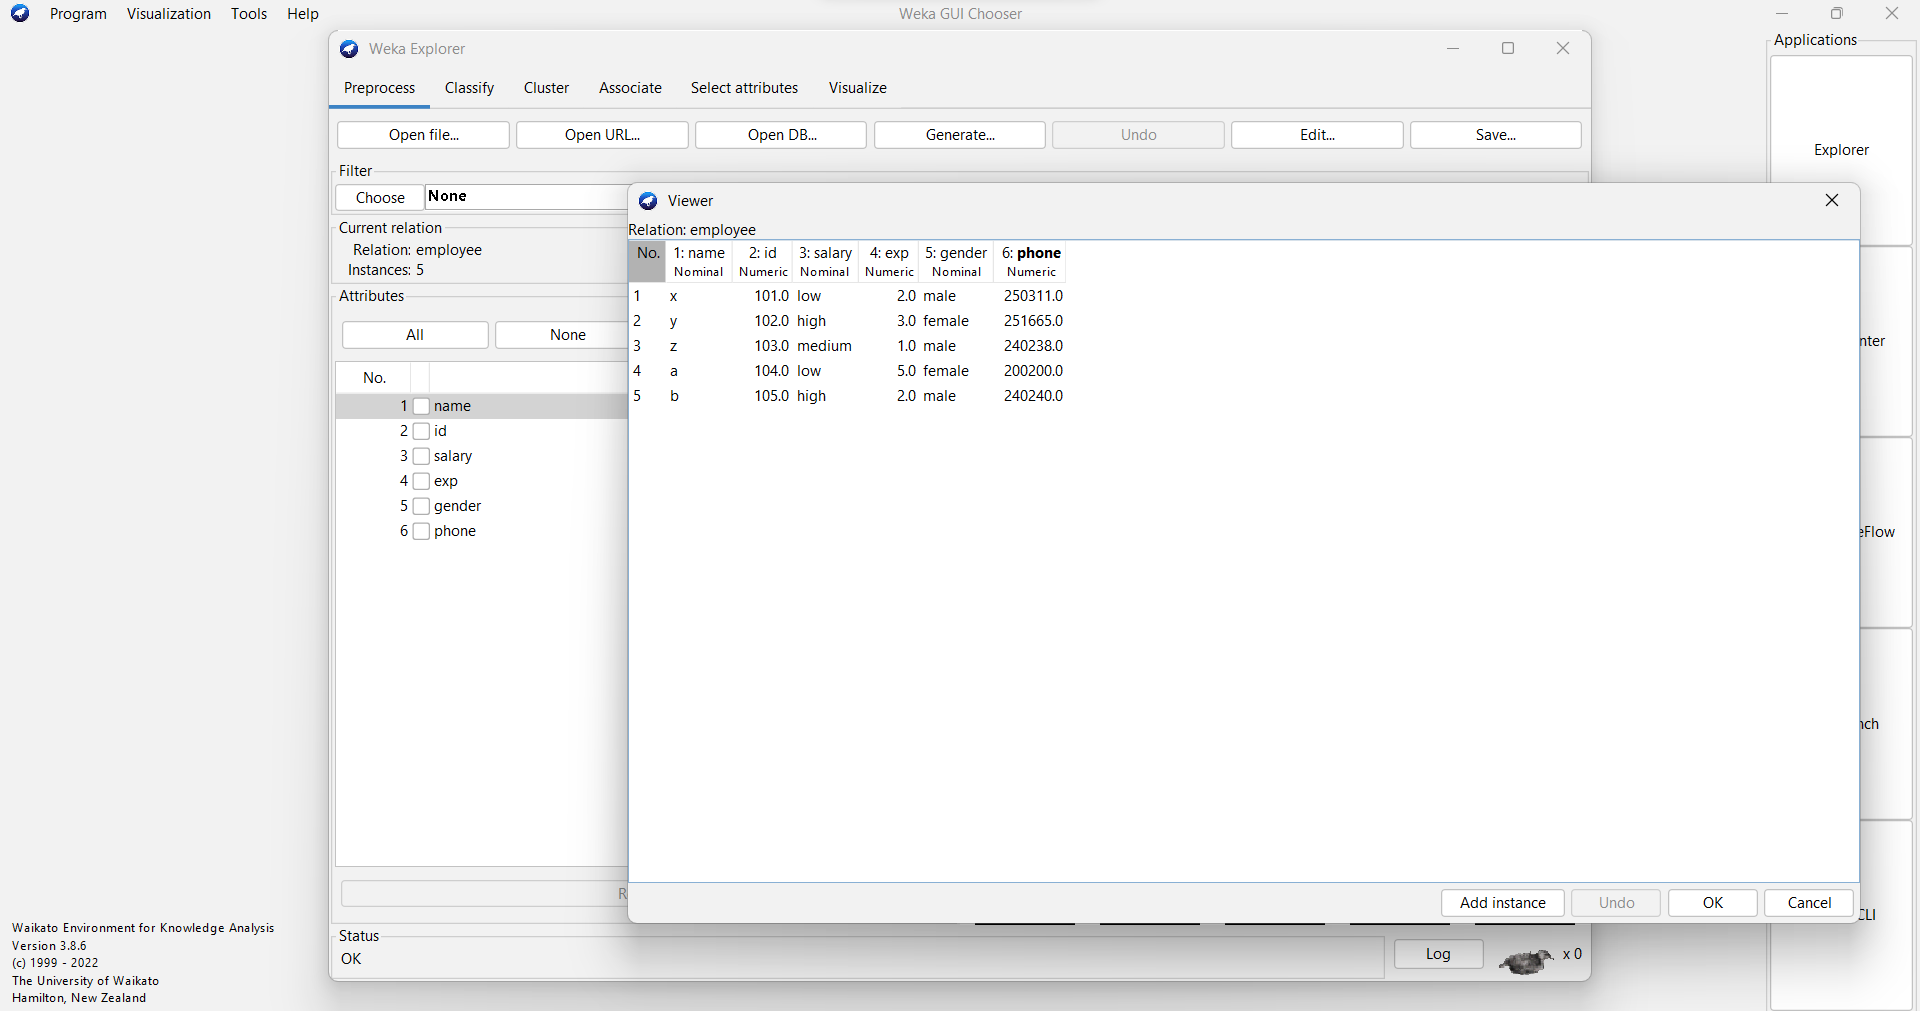 Program Visualization Tools Help
Weka GUI Chooser
Applications
Weka Explorer
Preprocess Classify Cluster Associate Select attributes Visualize
Open file... Open URL... Open DB... Generate... Undo Edit... Save...
Filter
Choose None
Current relation
Relation: employee
Instances: 5
Attributes
All None
No.
1 name
2 id
3 salary
4 exp
5 gender
6 phone
Viewer
Relation: employee
No. 1: name 2: id 3: salary 4: exp 5: gender 6: phone
Nominal Numeric Nominal Numeric Nominal Numeric
1 x 101.0 low 2.0 male 250311.0
2 y 102.0 high 3.0 female 251665.0
3 z 103.0 medium 1.0 male 240238.0
4 a 104.0 low 5.0 female 200200.0
5 b 105.0 high 2.0 male 240240.0
Add instance Undo OK Cancel
Explorer
nter
eFlow
nch
CLI
Status
OK
Log x 0
Waikato Environment for Knowledge Analysis
Version 3.8.6
(c) 1999 - 2022
The University of Waikato
Hamilton, New Zealand